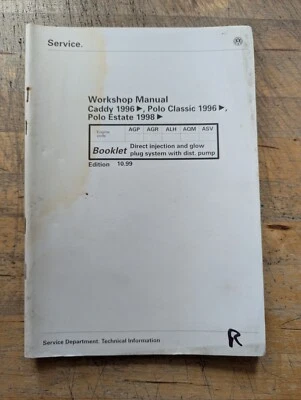 Service.
Workshop Manual
Caddy 1996 ▶, Polo Classic 1996 ▶,
Polo Estate 1998 ▶
Engine code AGP AGR ALH AQM ASV
Booklet Direct injection and glow
plug system with dist. pump
Edition 10.99
Service Department. Technical Information
R